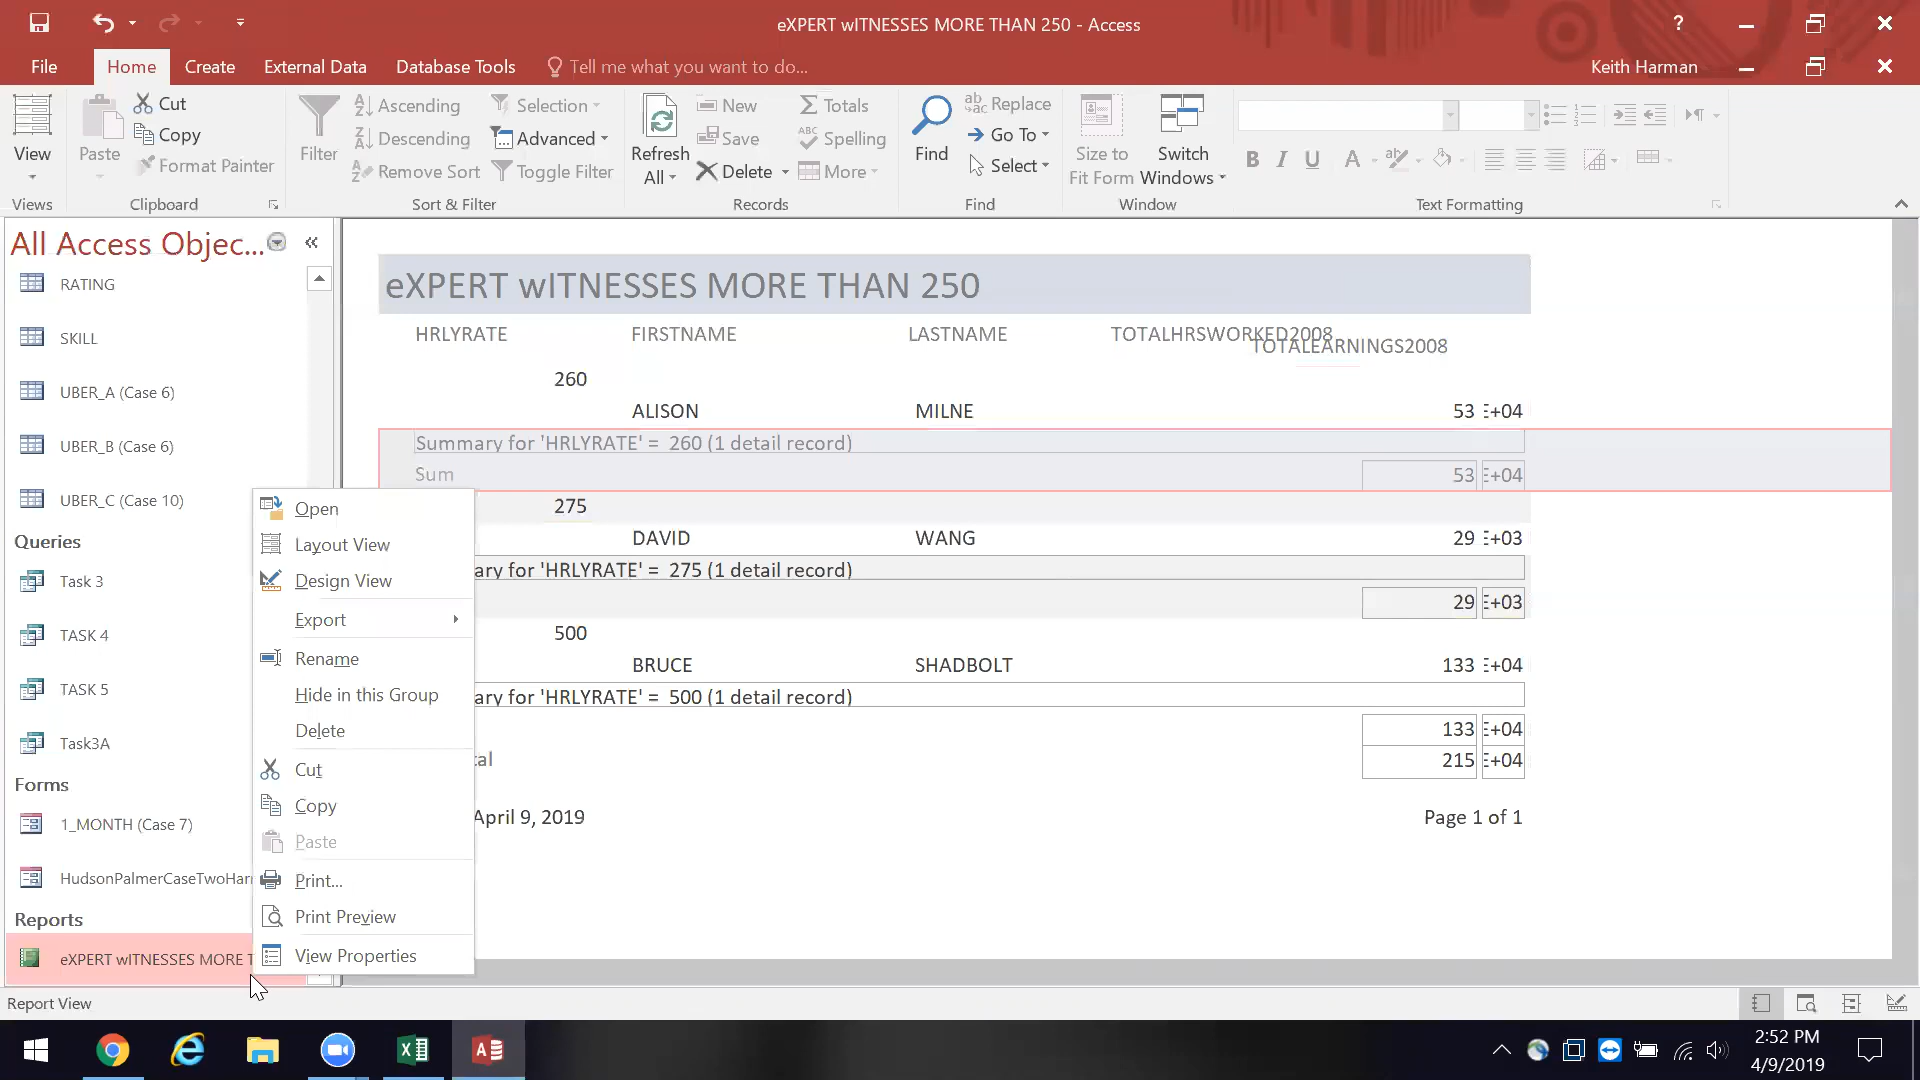 eXPERT wITNESSES MORE THAN 250 - Access
?
File
Home
Create
External Data
Database Tools
Tell me what you want to do...
Keith Harman
View
Views
Paste
Cut
Copy
Format Painter
Clipboard
Filter
Ascending
Descending
Remove Sort
Selection
Advanced
Toggle Filter
Sort & Filter
Refresh
All
New
Save
Delete
Totals
Spelling
More
Records
Find
Replace
Go To
Select
Find
Size to
Fit Form
Switch
Windows
Window
B I U A
Text Formatting
All Access Objec...
RATING
SKILL
UBER_A (Case 6)
UBER_B (Case 6)
UBER_C (Case 10)
Queries
Task 3
TASK 4
TASK 5
Task3A
Forms
1_MONTH (Case 7)
HudsonPalmerCaseTwoHar
Reports
eXPERT wITNESSES MORE T
Open
Layout View
Design View
Export
Rename
Hide in this Group
Delete
Cut
Copy
Paste
Print...
Print Preview
View Properties
eXPERT wITNESSES MORE THAN 250
HRLYRATE FIRSTNAME LASTNAME TOTALHRSWORKED2008
TOTALEARNINGS2008
260
ALISON MILNE 53 E+04
Summary for 'HRLYRATE' = 260 (1 detail record)
Sum 53 E+04
275
DAVID WANG 29 E+03
ary for 'HRLYRATE' = 275 (1 detail record)
29 E+03
500
BRUCE SHADBOLT 133 E+04
ary for 'HRLYRATE' = 500 (1 detail record)
133 E+04
tal 215 E+04
April 9, 2019 Page 1 of 1
Report View
2:52 PM
4/9/2019